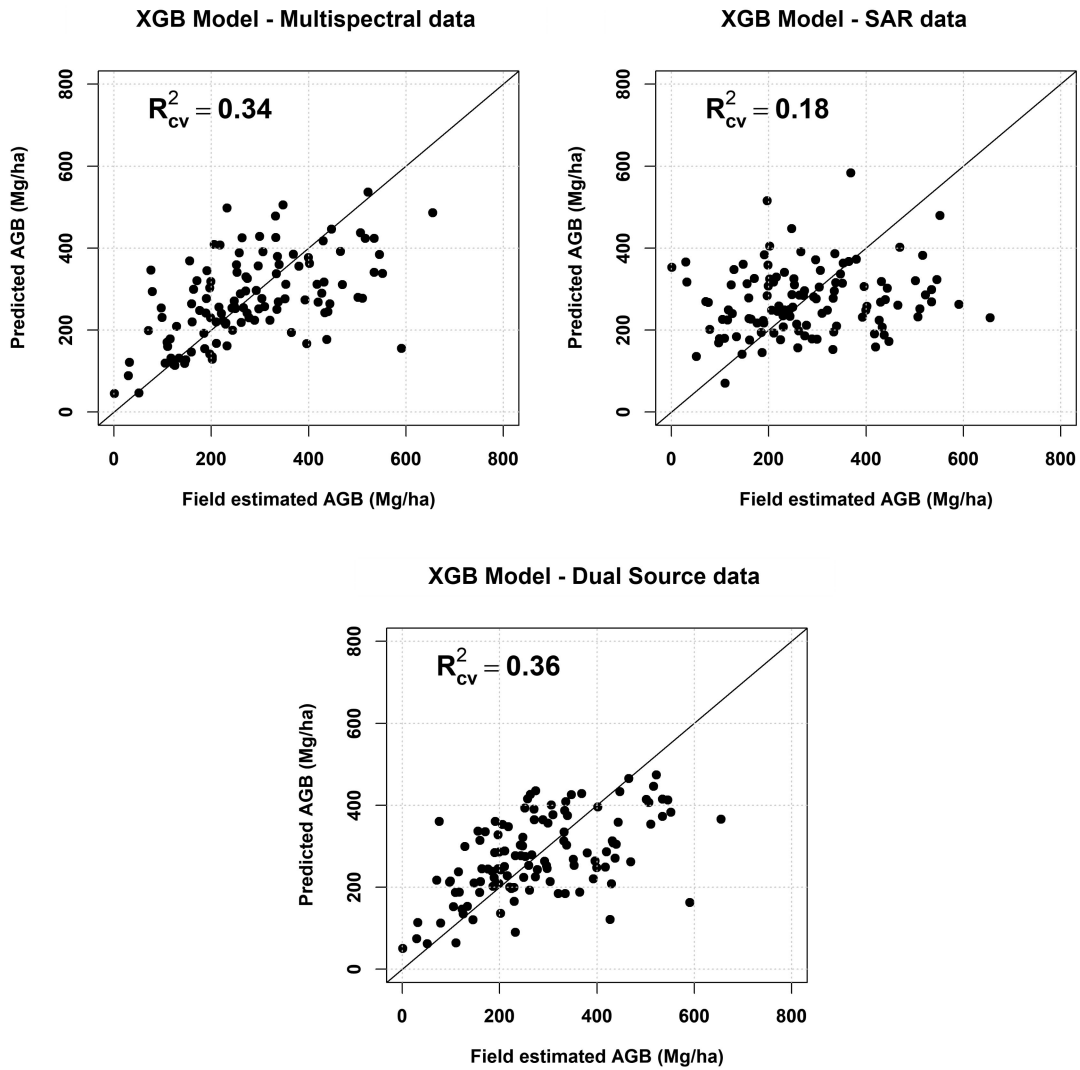 XGB Model - Multispectral data
R²cv = 0.34
Predicted AGB (Mg/ha)
800
600
400
200
0
0 200 400 600 800
Field estimated AGB (Mg/ha)
XGB Model - SAR data
R²cv = 0.18
Predicted AGB (Mg/ha)
800
600
400
200
0
0 200 400 600 800
Field estimated AGB (Mg/ha)
XGB Model - Dual Source data
R²cv = 0.36
Predicted AGB (Mg/ha)
800
600
400
200
0
0 200 400 600 800
Field estimated AGB (Mg/ha)